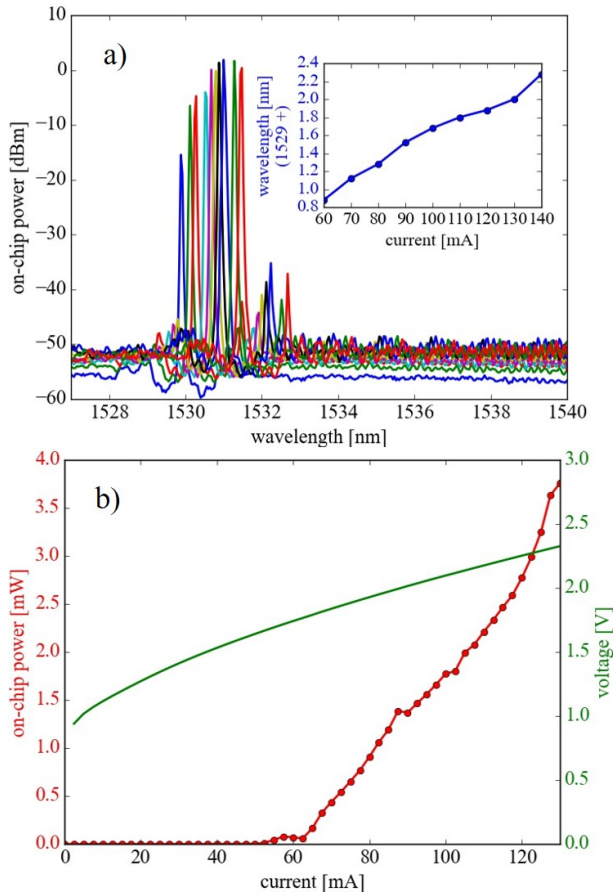 a)
on-chip power [dBm]
10
0
−10
−20
−30
−40
−50
−60
1528 1530 1532 1534 1536 1538 1540
wavelength [nm]
wavelength [nm]
(1529 +)
2.4
2.2
2.0
1.8
1.6
1.4
1.2
1.0
0.8
60 70 80 90 100 110 120 130 140
current [mA]
b)
on-chip power [mW]
4.0
3.5
3.0
2.5
2.0
1.5
1.0
0.5
0.0
0 20 40 60 80 100 120
current [mA]
3.0
2.5
2.0
1.5
1.0
0.5
0.0
voltage [V]